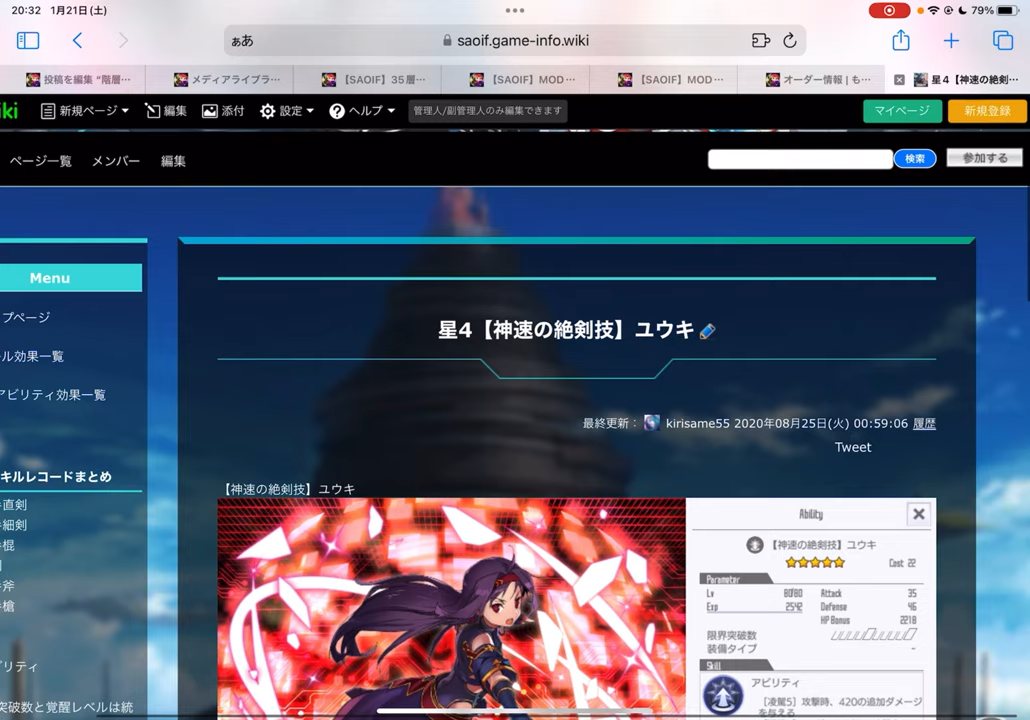 20:32 1月21日(土)
79%
ぁあ
saoif.game-info.wiki
投稿を編集 “階層…
メディアライブラ…
【SAOIF】35層…
【SAOIF】MOD…
【SAOIF】MOD…
オーダー情報 | も…
星4【神速の絶剣…
iki
新規ページ
編集
添付
設定
ヘルプ
管理人/副管理人のみ編集できます
マイページ
新規登録
ページ一覧
メンバー
編集
検索
参加する
Menu
プページ
ル効果一覧
アビリティ効果一覧
キルレコードまとめ
直剣
細剣
棍
斧
槍
リティ
突破数と覚醒レベルは統
星4【神速の絶剣技】ユウキ
最終更新： kirisame55 2020年08月25日(火) 00:59:06 履歴
Tweet
【神速の絶剣技】ユウキ
Ability
【神速の絶剣技】ユウキ
Cost 22
Parameter
Lv 80/80 Attack 35
Exp 2542 Defense 46
HP Bonus 2218
限界突破数
装備タイプ -
Skill
アビリティ
［凌駕5］攻撃時、420の追加ダメージ
を与える